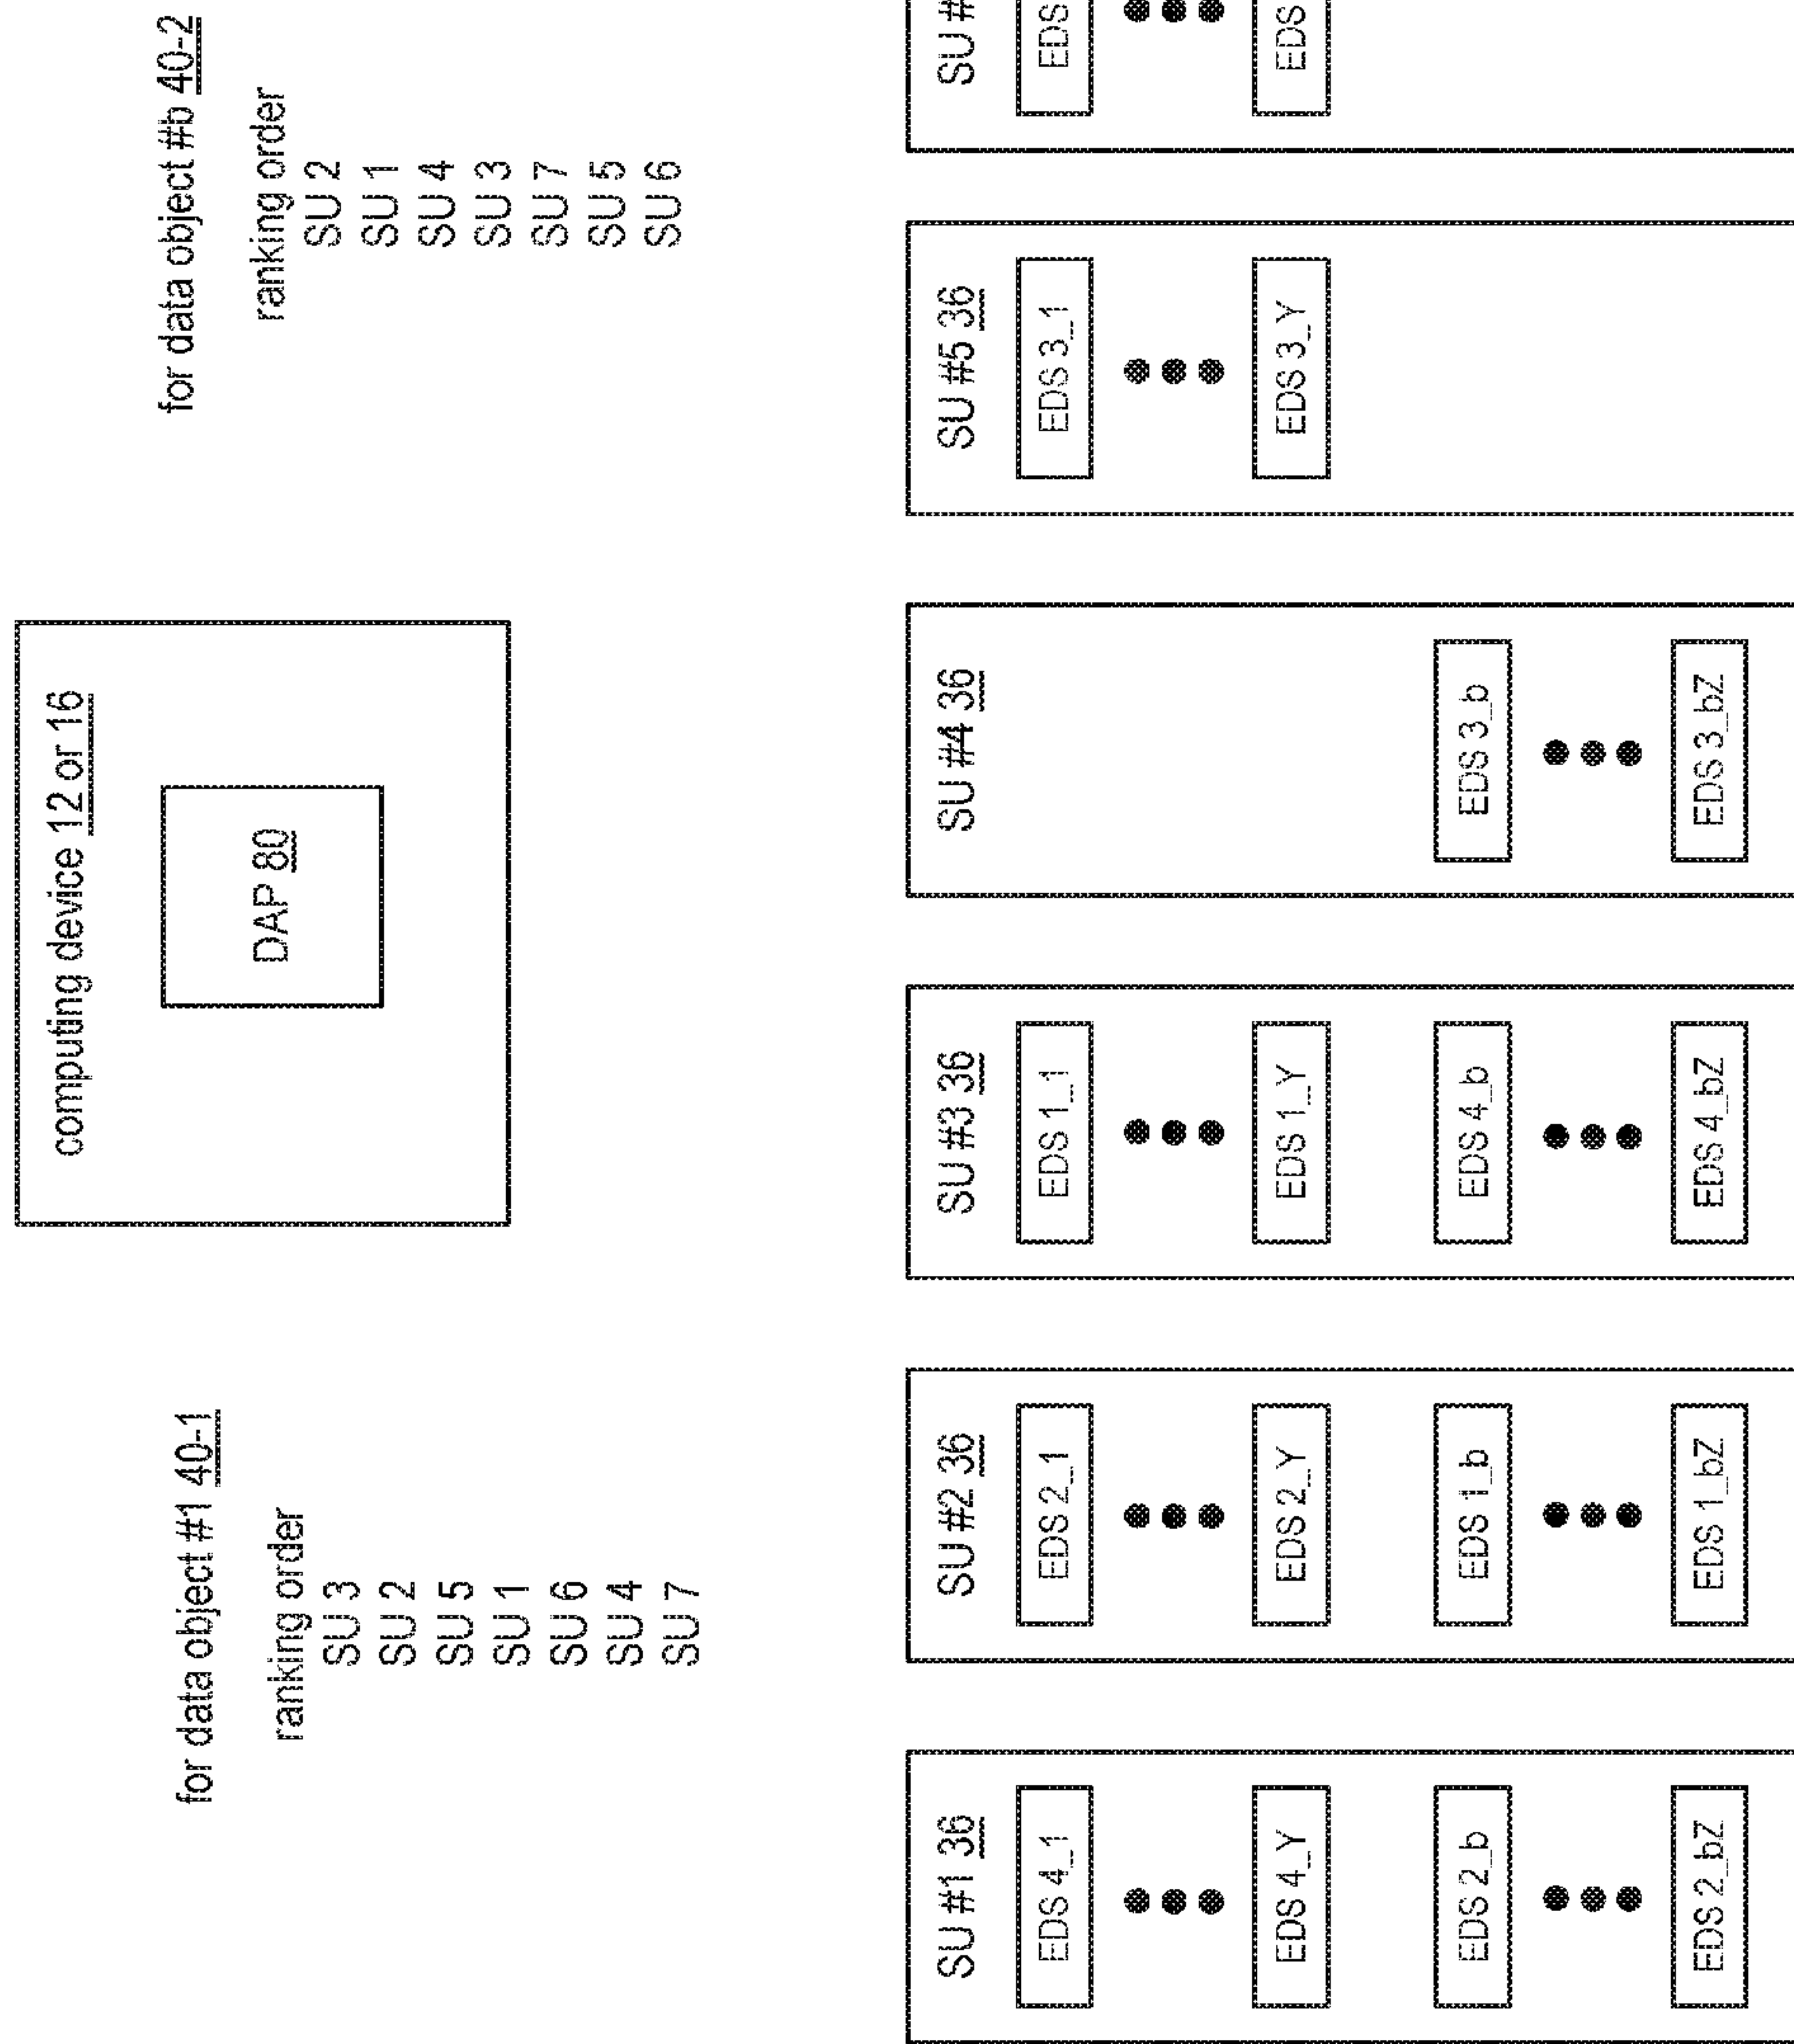 for data object #1 40-1
ranking order
SU 3
SU 2
SU 5
SU 1
SU 6
SU 4
SU 7
computing device 12 or 16
DAP 80
for data object #b 40-2
ranking order
SU 2
SU 1
SU 4
SU 3
SU 7
SU 5
SU 6
SU #1 36
EDS 4_1
EDS 4_Y
EDS 2_b
EDS 2_bZ
SU #2 36
EDS 2_1
EDS 2_Y
EDS 1_b
EDS 1_bZ
SU #3 36
EDS 1_1
EDS 1_Y
EDS 4_b
EDS 4_bZ
SU #4 36
EDS 3_b
EDS 3_bZ
SU #5 36
EDS 3_1
EDS 3_Y
SU #
EDS
EDS